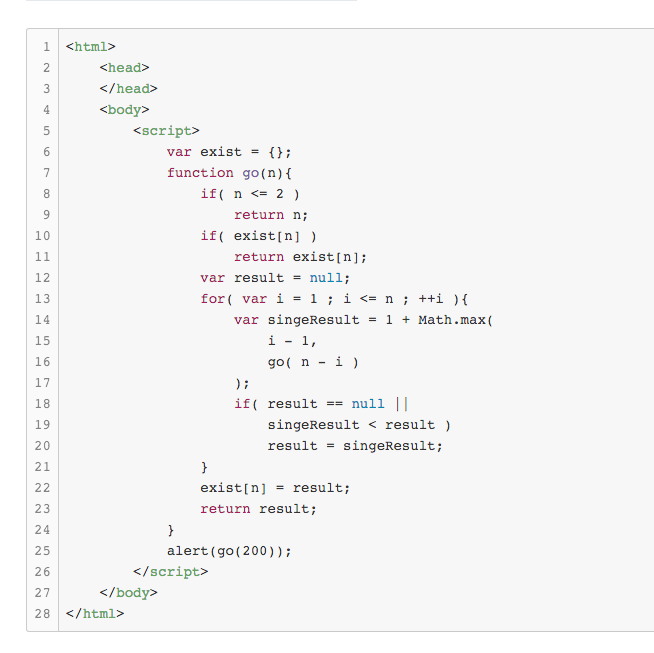 1 <html>
2     <head>
3     </head>
4     <body>
5         <script>
6             var exist = {};
7             function go(n){
8                 if( n <= 2 )
9                     return n;
10                 if( exist[n] )
11                     return exist[n];
12                 var result = null;
13                 for( var i = 1 ; i <= n ; ++i ){
14                     var singeResult = 1 + Math.max(
15                         i - 1,
16                         go( n - i )
17                     );
18                     if( result == null ||
19                         singeResult < result )
20                         result = singeResult;
21                 }
22                 exist[n] = result;
23                 return result;
24             }
25             alert(go(200));
26         </script>
27     </body>
28 </html>